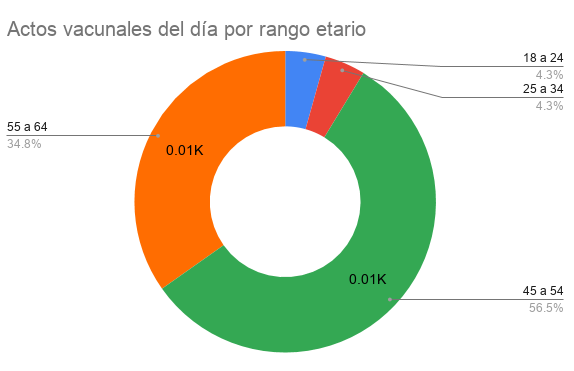 Actos vacunales del día por rango etario
18 a 24
4.3%
25 a 34
4.3%
55 a 64
34.8%
0.01K
0.01K
45 a 54
56.5%